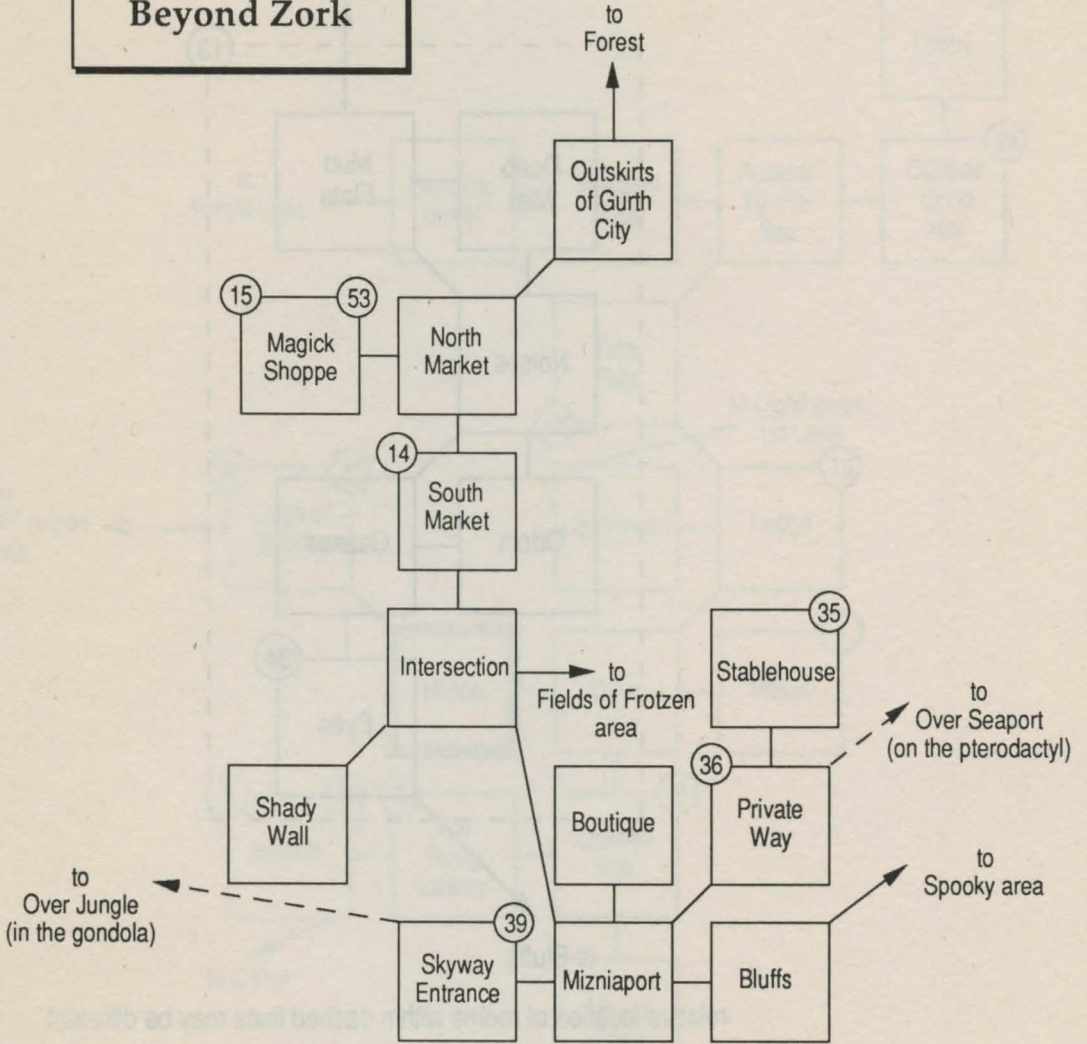 Beyond Zork
to
Forest
Outskirts
of Gurth
City
15
53
Magick
Shoppe
North
Market
14
South
Market
Intersection
to
Fields of Frotzen
area
35
Stablehouse
to
Over Seaport
(on the pterodactyl)
36
Shady
Wall
Boutique
Private
Way
to
Over Jungle
(in the gondola)
to
Spooky area
39
Skyway
Entrance
Mizniaport
Bluffs